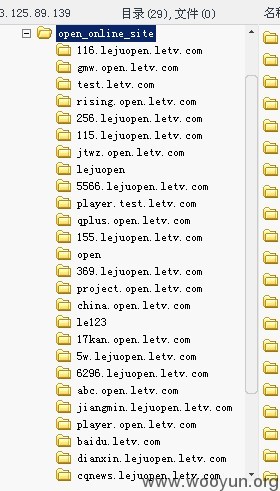 3.125.89.139 目录(29),文件(0) 名称
open_online_site
116.lejuopen.letv.com
gmw.open.letv.com
test.letv.com
rising.open.letv.com
256.lejuopen.letv.com
115.lejuopen.letv.com
jtwz.open.letv.com
lejuopen
5566.lejuopen.letv.com
player.test.letv.com
qplus.open.letv.com
155.lejuopen.letv.com
open
369.lejuopen.letv.com
project.open.letv.com
china.open.letv.com
le123
17kan.open.letv.com
5w.lejuopen.letv.com
6296.lejuopen.letv.com
abc.open.letv.com
jiangmin.lejuopen.letv.com
player.open.letv.com
baidu.letv.com
dianxin.lejuopen.letv.com
cqnews.lejuopen.letv.com
www.wooyun.org